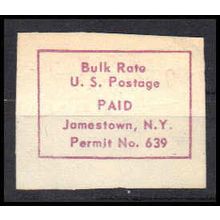 Bulk Rate
U. S. Postage
PAID
Jamestown, N.Y.
Permit No. 639